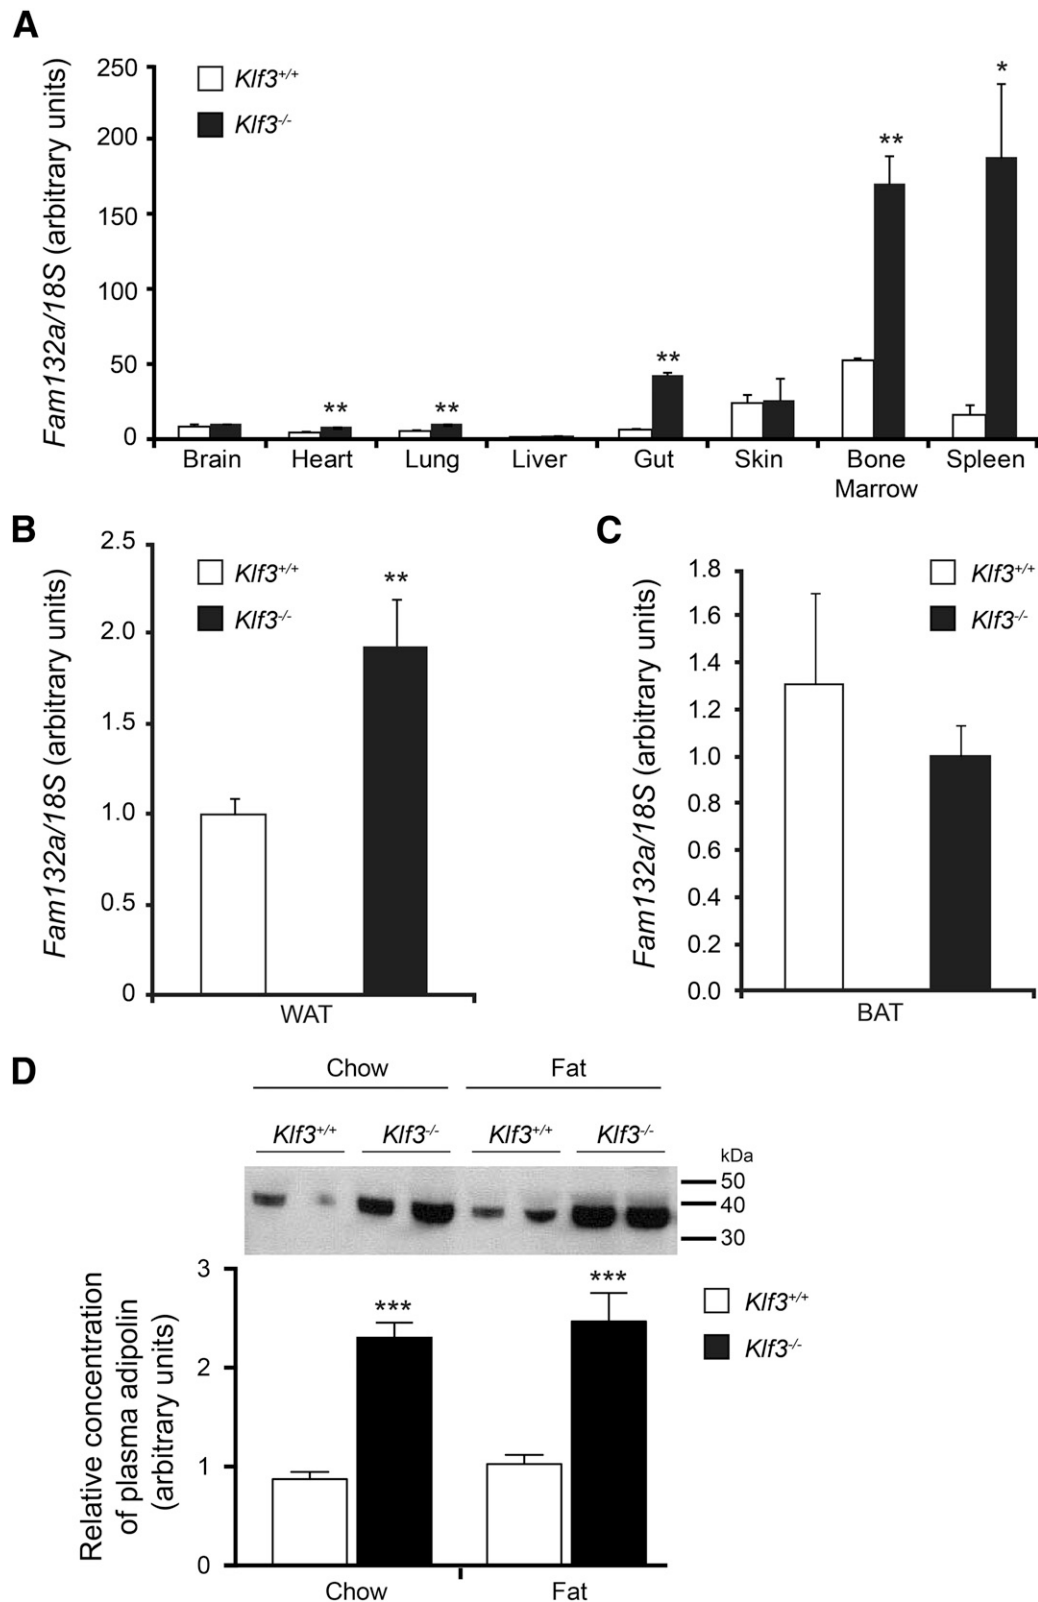 A
Fam132a/18S (arbitrary units)
250
200
150
100
50
0
Klf3+/+
Klf3-/-
**
**
**
**
*
Brain Heart Lung Liver Gut Skin Bone Spleen
Marrow
B
Fam132a/18S (arbitrary units)
2.5
2.0
1.5
1.0
0.5
0
Klf3+/+
Klf3-/-
**
WAT
C
Fam132a/18S (arbitrary units)
1.8
1.6
1.4
1.2
1.0
0.8
0.6
0.4
0.2
0.0
Klf3+/+
Klf3-/-
BAT
D
Chow Fat
Klf3+/+ Klf3-/- Klf3+/+ Klf3-/-
kDa
50
40
30
Relative concentration
of plasma adipolin
(arbitrary units)
3
2
1
0
***
***
Klf3+/+
Klf3-/-
Chow Fat